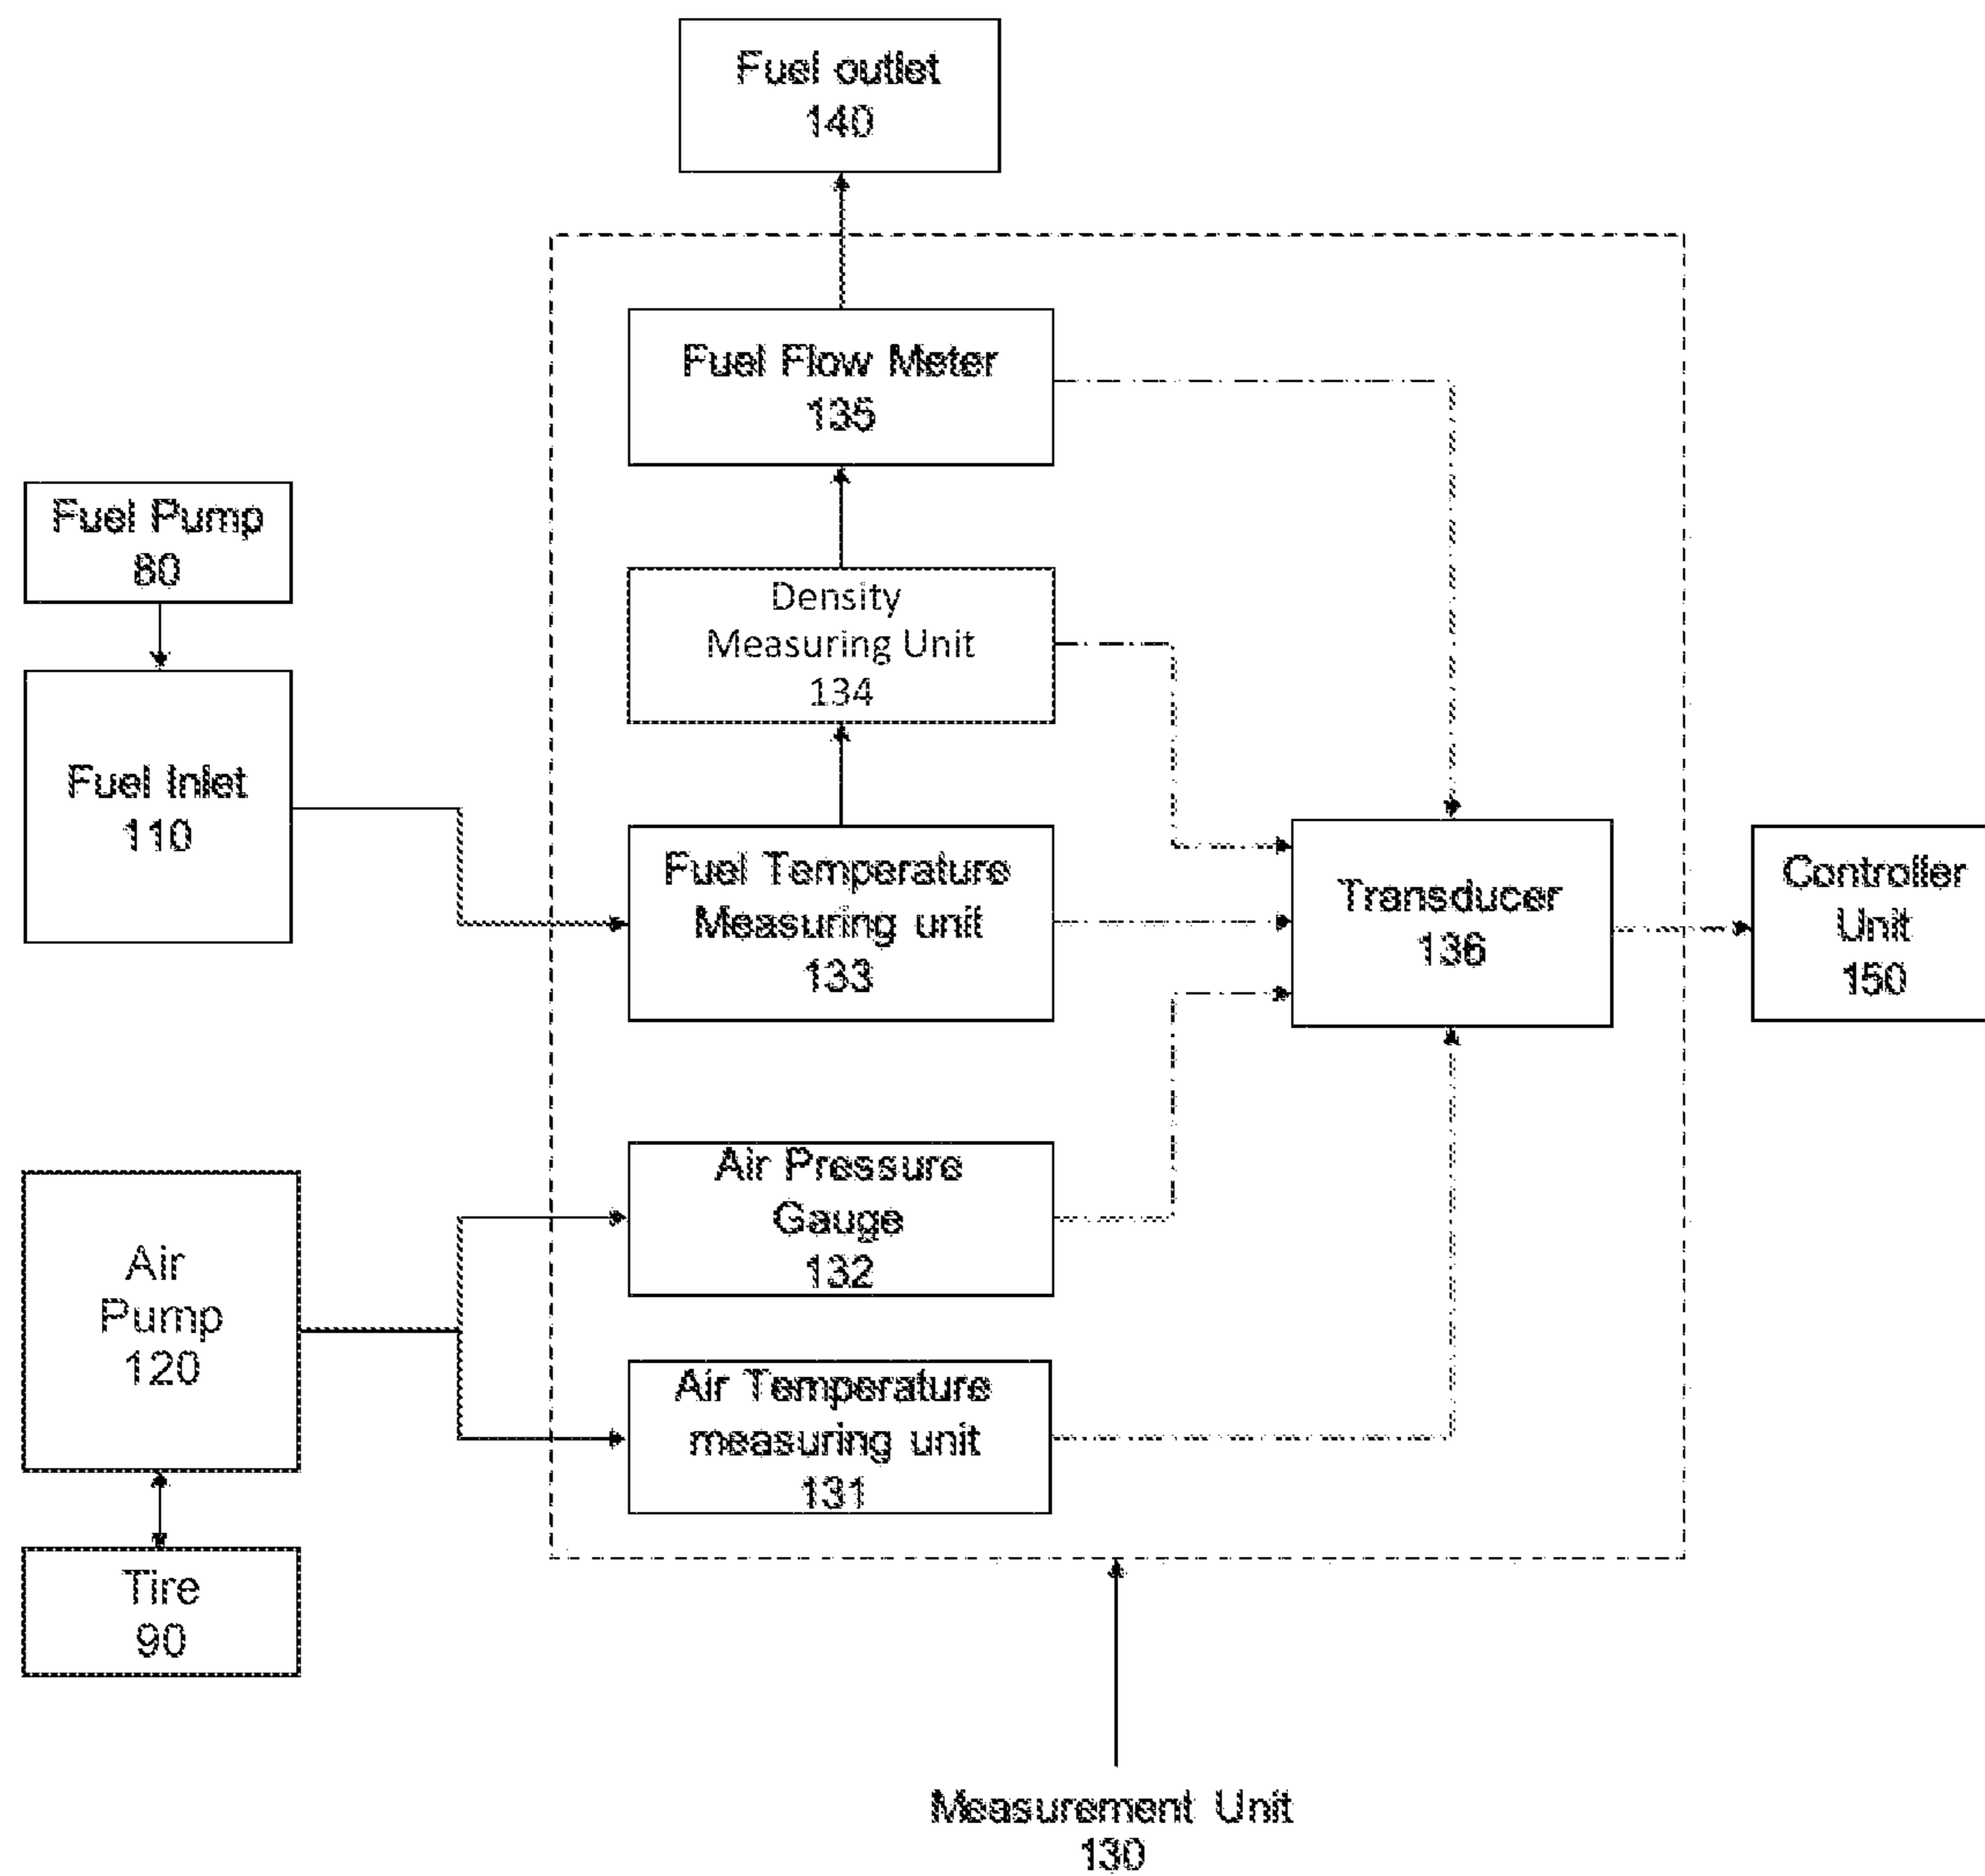 Fuel outlet
140
Fuel Flow Meter
135
Fuel Pump
80
Density
Measuring Unit
134
Fuel Inlet
110
Fuel Temperature
Measuring unit
133
Transducer
136
Controller
Unit
150
Air Pressure
Gauge
132
Air
Pump
120
Air Temperature
measuring unit
131
Tire
90
Measurement Unit
130